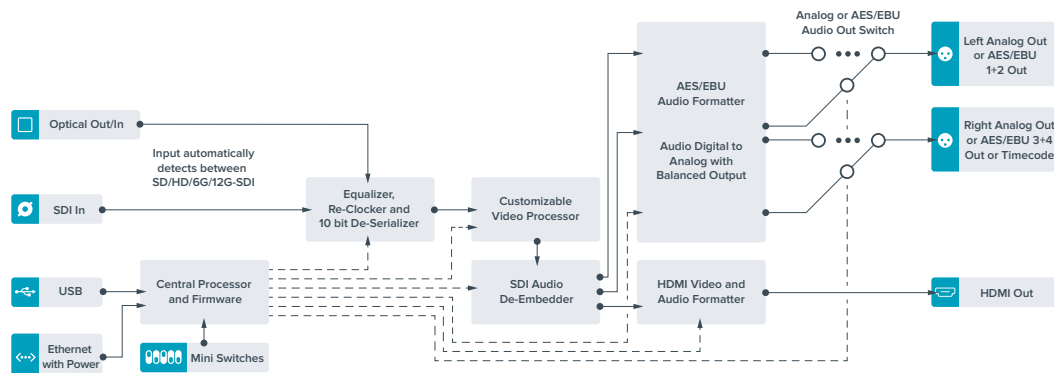 Analog or AES/EBU
Audio Out Switch
Left Analog Out
or AES/EBU
1+2 Out
AES/EBU
Audio Formatter
Optical Out/In
Right Analog Out
or AES/EBU 3+4
Out or Timecode
Input automatically
detects between
SD/HD/6G/12G-SDI
Audio Digital to
Analog with
Balanced Output
SDI In
Equalizer,
Re-Clocker and
10 bit De-Serializer
Customizable
Video Processor
USB
Central Processor
and Firmware
SDI Audio
De-Embedder
HDMI Video and
Audio Formatter
HDMI Out
Ethernet
with Power
Mini Switches